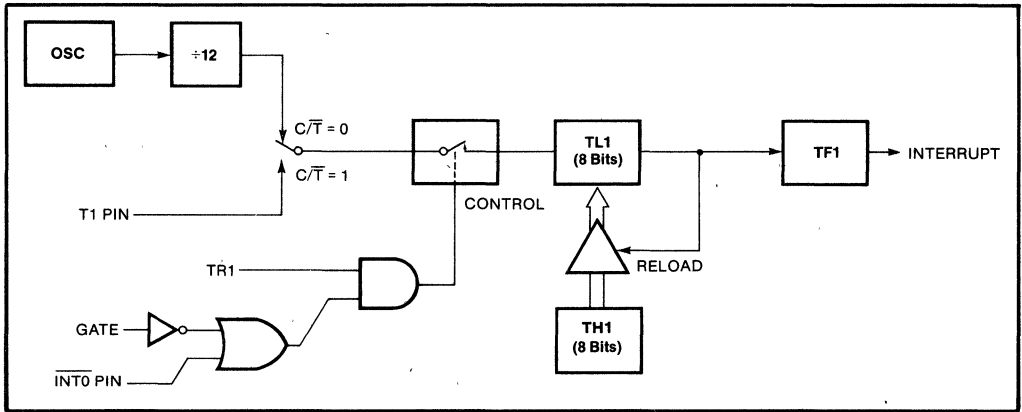 OSC
÷12
C/T̅ = 0
C/T̅ = 1
T1 PIN
CONTROL
TL1
(8 Bits)
TF1
INTERRUPT
TR1
RELOAD
GATE
I̅N̅T̅0̅ PIN
TH1
(8 Bits)